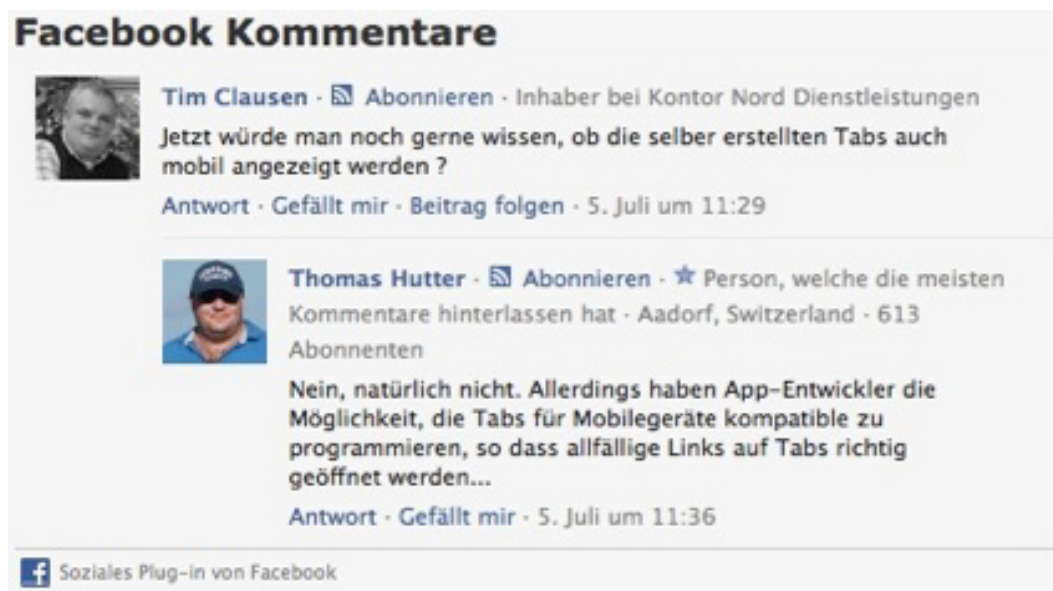 Facebook Kommentare
Tim Clausen · Abonnieren · Inhaber bei Kontor Nord Dienstleistungen
Jetzt würde man noch gerne wissen, ob die selber erstellten Tabs auch
mobil angezeigt werden ?
Antwort · Gefällt mir · Beitrag folgen · 5. Juli um 11:29
Thomas Hutter · Abonnieren · Person, welche die meisten
Kommentare hinterlassen hat · Aadorf, Switzerland · 613
Abonnenten
Nein, natürlich nicht. Allerdings haben App-Entwickler die
Möglichkeit, die Tabs für Mobilegeräte kompatible zu
programmieren, so dass allfällige Links auf Tabs richtig
geöffnet werden...
Antwort · Gefällt mir · 5. Juli um 11:36
Soziales Plug-in von Facebook